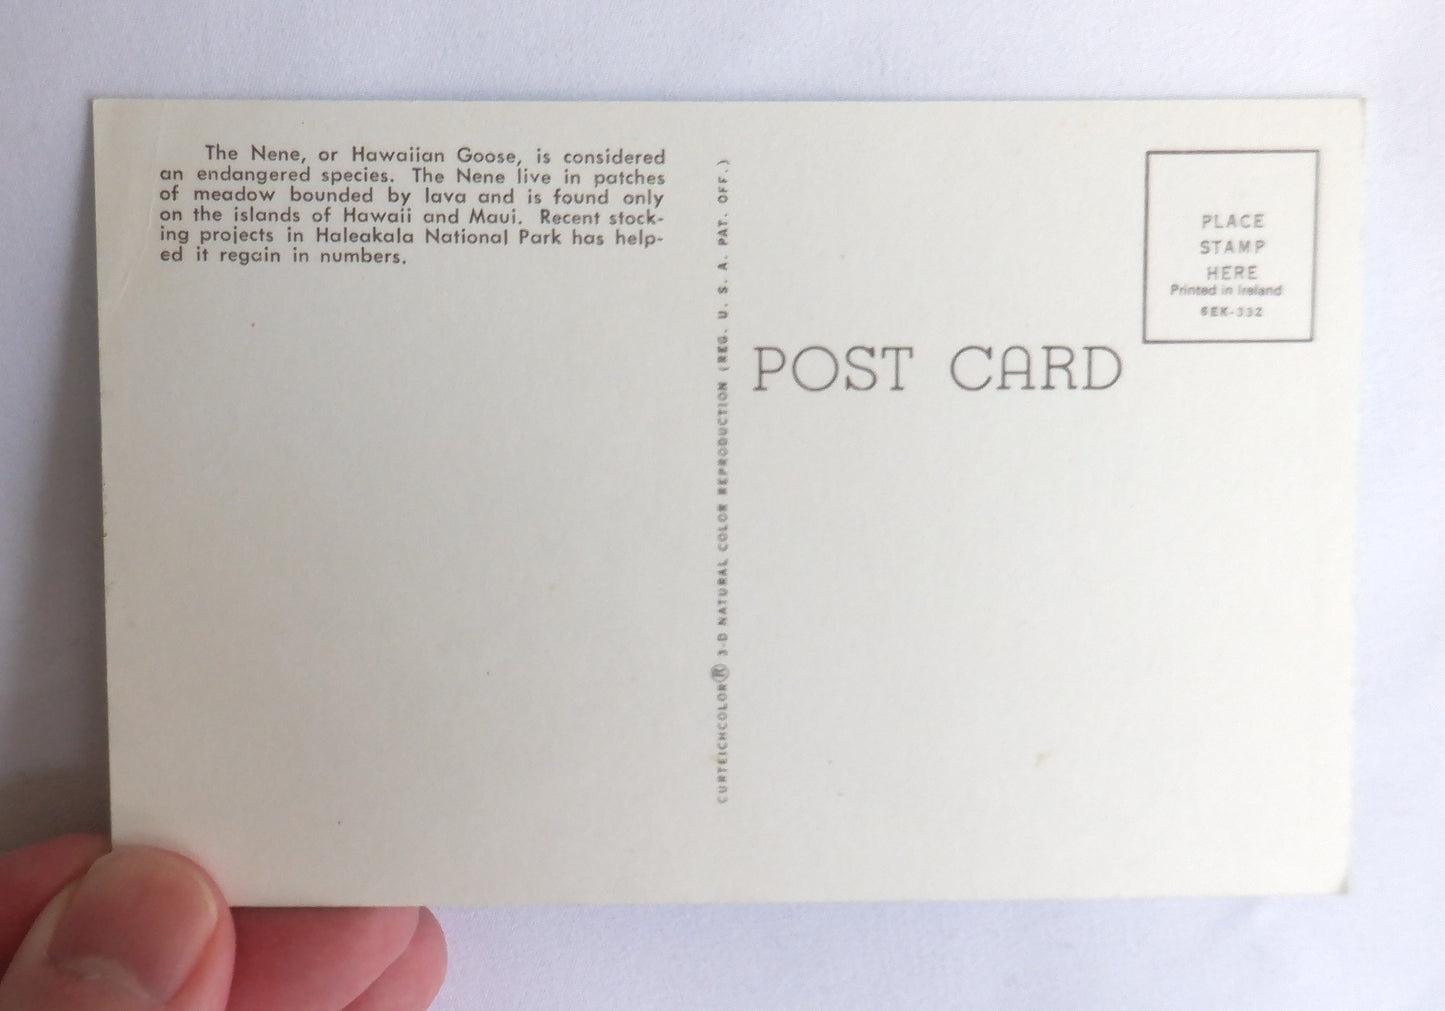 The Nene, or Hawaiian Goose, is considered
an endangered species. The Nene live in patches
of meadow bounded by lava and is found only
on the islands of Hawaii and Maui. Recent stock-
ing projects in Haleakala National Park has help-
ed it regain in numbers.
CURTEICHCOLOR® 3-D NATURAL COLOR REPRODUCTION (REG. U. S. A. PAT. OFF.)
POST CARD
PLACE
STAMP
HERE
Printed in Ireland
6EK-332